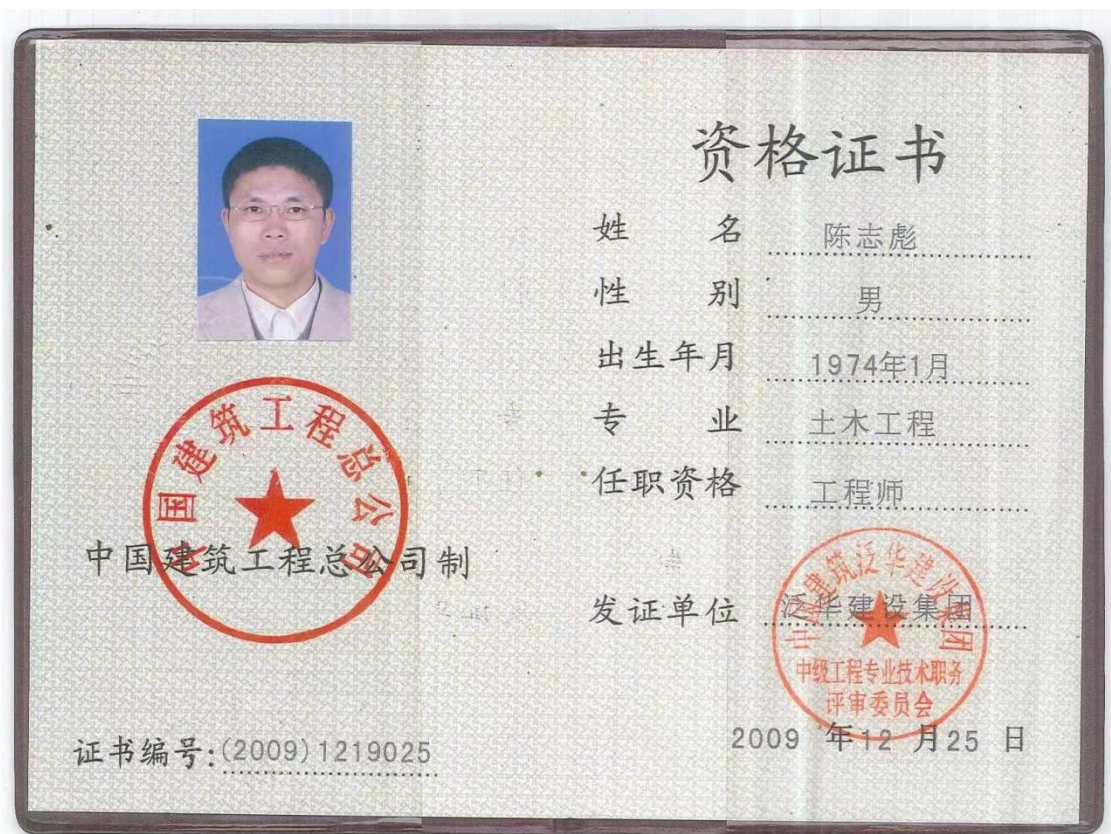 资格证书
姓名 陈志彪
性别 男
出生年月 1974年1月
专业 土木工程
任职资格 工程师
发证单位 泛华建设集团
中国建筑泛华建设集团
中级工程专业技术职务
评审委员会
2009 年12 月25 日
中国建筑工程总公司
中国建筑工程总公司制
证书编号:(2009)1219025